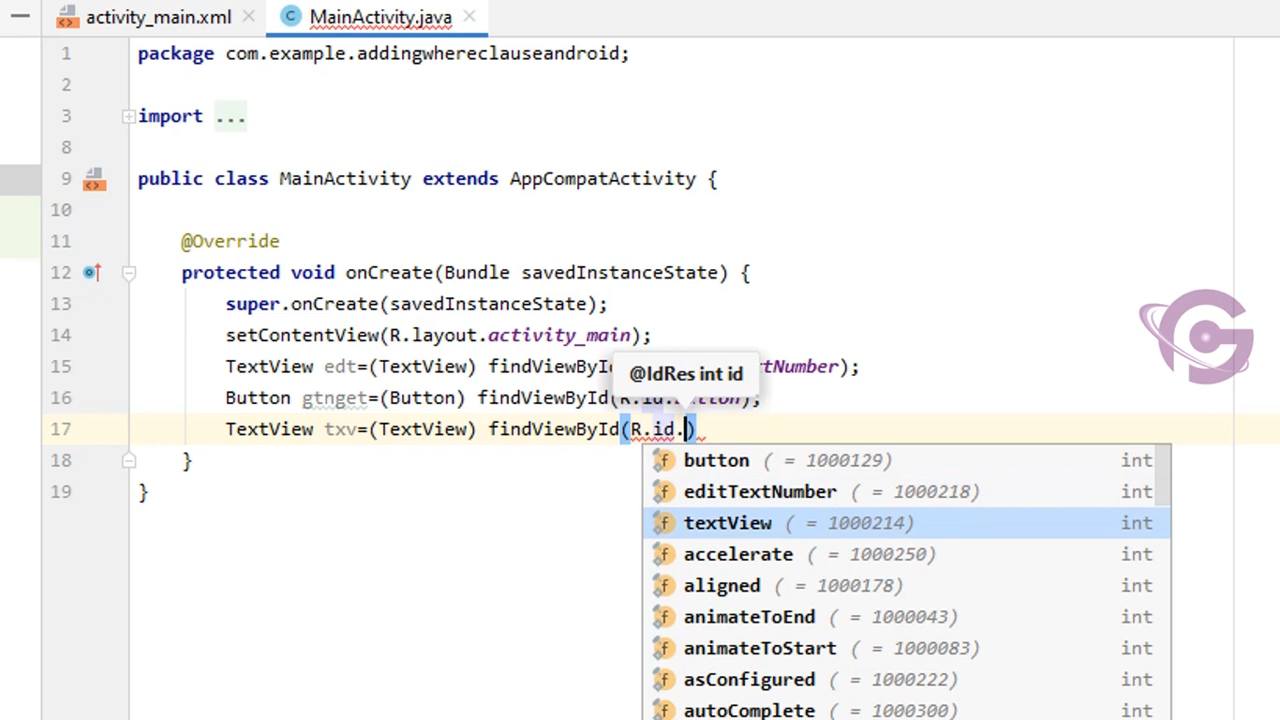 activity_main.xml MainActivity.java
1 package com.example.addingwhereclauseandroid;
2
3 import ...
8
9 public class MainActivity extends AppCompatActivity {
10
11 @Override
12 protected void onCreate(Bundle savedInstanceState) {
13 super.onCreate(savedInstanceState);
14 setContentView(R.layout.activity_main);
15 TextView edt=(TextView) findViewById tNumber);
@IdRes int id
16 Button gtnget=(Button) findViewById(R.id.button);
17 TextView txv=(TextView) findViewById(R.id.)
18 }
19 }
button ( = 1000129) int
editTextNumber ( = 1000218) int
textView ( = 1000214) int
accelerate ( = 1000250) int
aligned ( = 1000178) int
animateToEnd ( = 1000043) int
animateToStart ( = 1000083) int
asConfigured ( = 1000222) int
autoComplete ( = 1000300) int